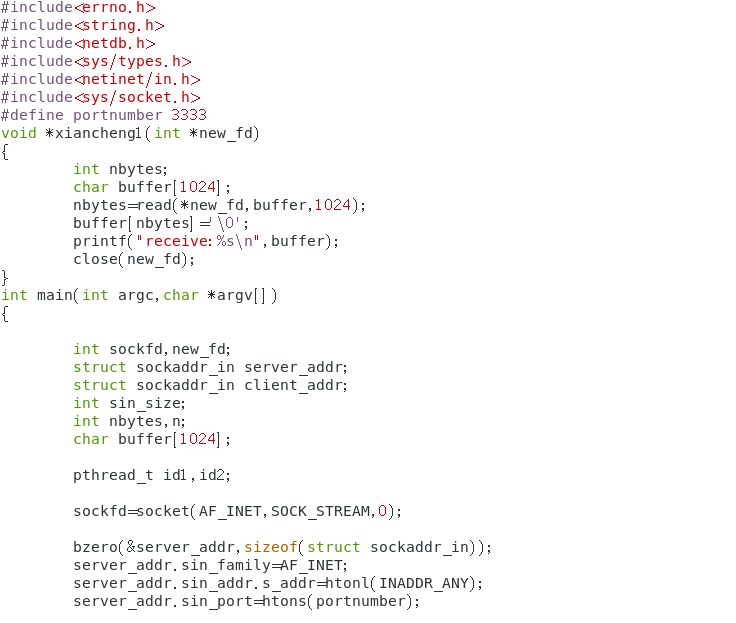 #include<errno.h>
#include<string.h>
#include<netdb.h>
#include<sys/types.h>
#include<netinet/in.h>
#include<sys/socket.h>
#define portnumber 3333
void *xiancheng1(int *new_fd)
{
        int nbytes;
        char buffer[1024];
        nbytes=read(*new_fd,buffer,1024);
        buffer[nbytes]='\0';
        printf("receive:%s\n",buffer);
        close(new_fd);
}
int main(int argc,char *argv[])
{
        int sockfd,new_fd;
        struct sockaddr_in server_addr;
        struct sockaddr_in client_addr;
        int sin_size;
        int nbytes,n;
        char buffer[1024];
        pthread_t id1,id2;
        sockfd=socket(AF_INET,SOCK_STREAM,0);
        bzero(&server_addr,sizeof(struct sockaddr_in));
        server_addr.sin_family=AF_INET;
        server_addr.sin_addr.s_addr=htonl(INADDR_ANY);
        server_addr.sin_port=htons(portnumber);